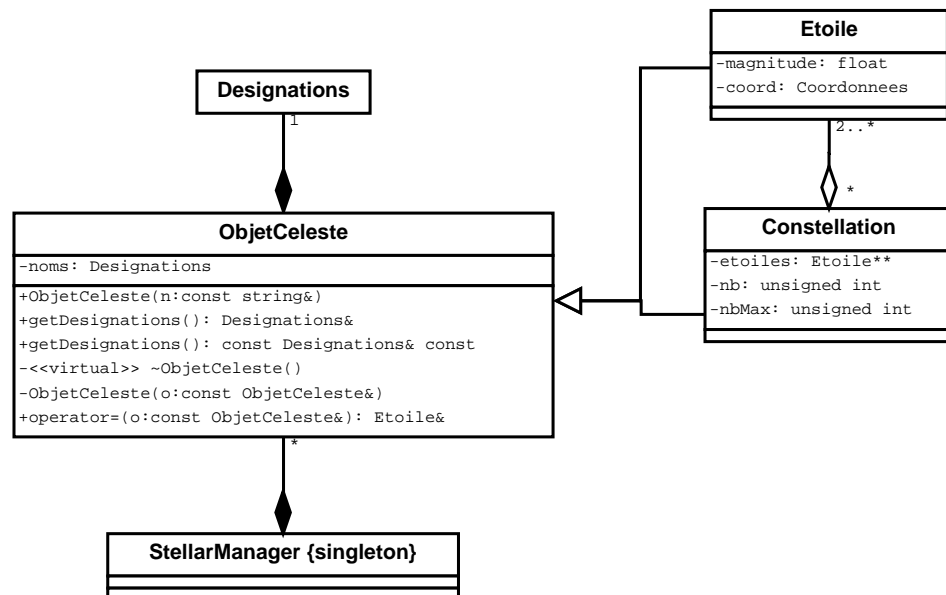 Designations
1
ObjetCeleste
-noms: Designations
+ObjetCeleste(n:const string&)
+getDesignations(): Designations&
+getDesignations(): const Designations& const
-<<virtual>> ~ObjetCeleste()
-ObjetCeleste(o:const ObjetCeleste&)
+operator=(o:const ObjetCeleste&): Etoile&
*
StellarManager {singleton}
Etoile
-magnitude: float
-coord: Coordonnees
2..*
*
Constellation
-etoiles: Etoile**
-nb: unsigned int
-nbMax: unsigned int